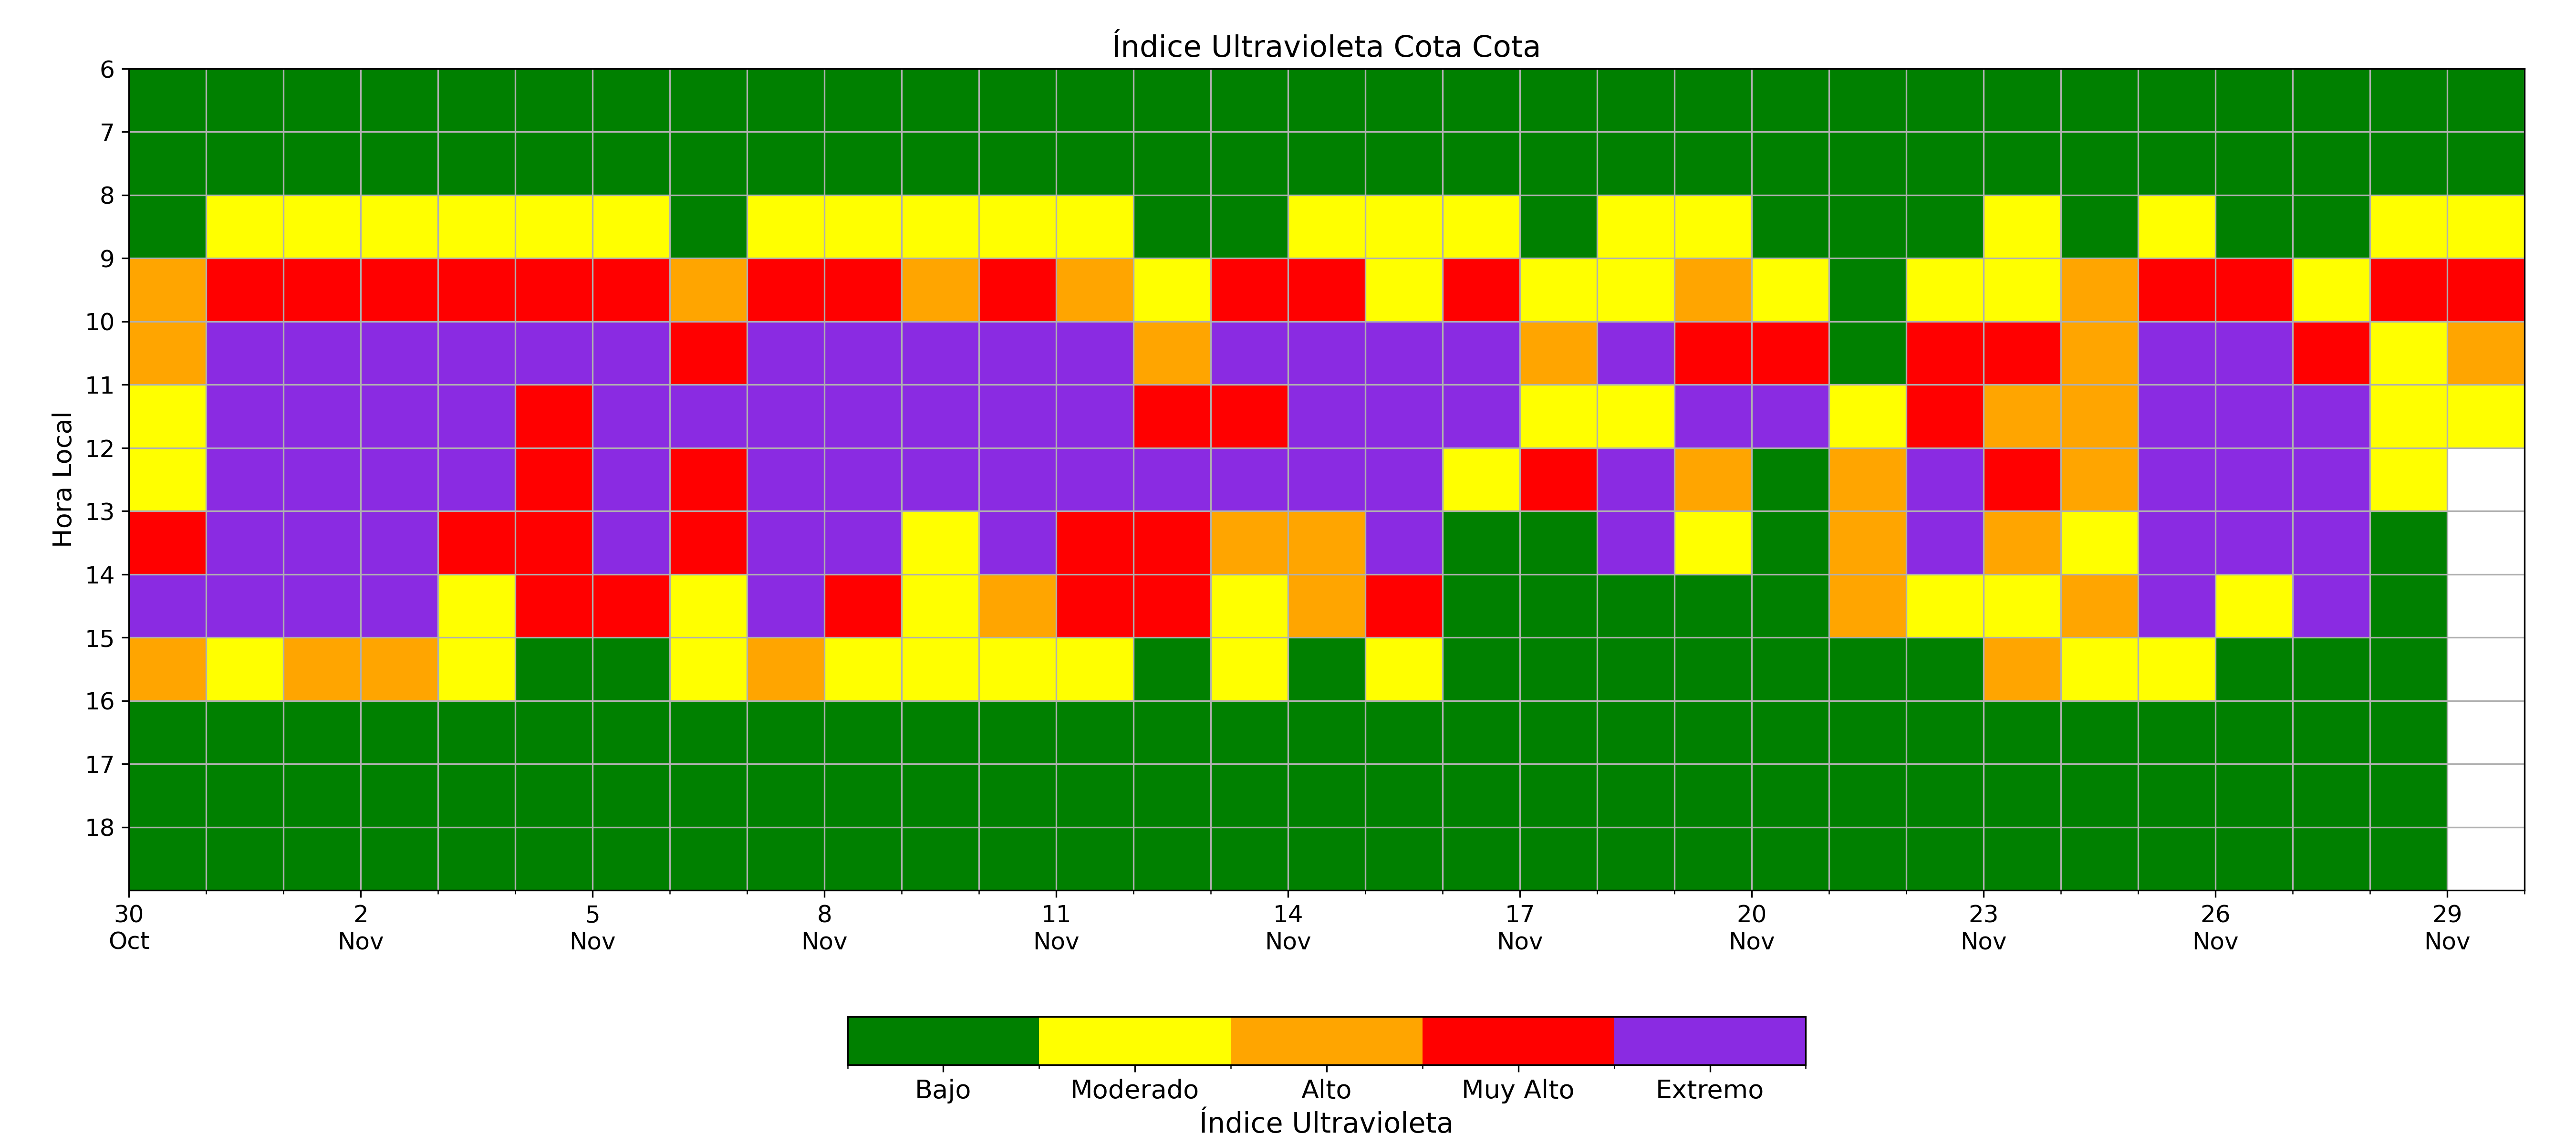 Índice Ultravioleta Cota Cota
6
7
8
9
10
11
12
13
14
15
16
17
18
Hora Local
30 2 5 8 11 14 17 20 23 26 29
Oct Nov Nov Nov Nov Nov Nov Nov Nov Nov Nov
Bajo Moderado Alto Muy Alto Extremo
Índice Ultravioleta